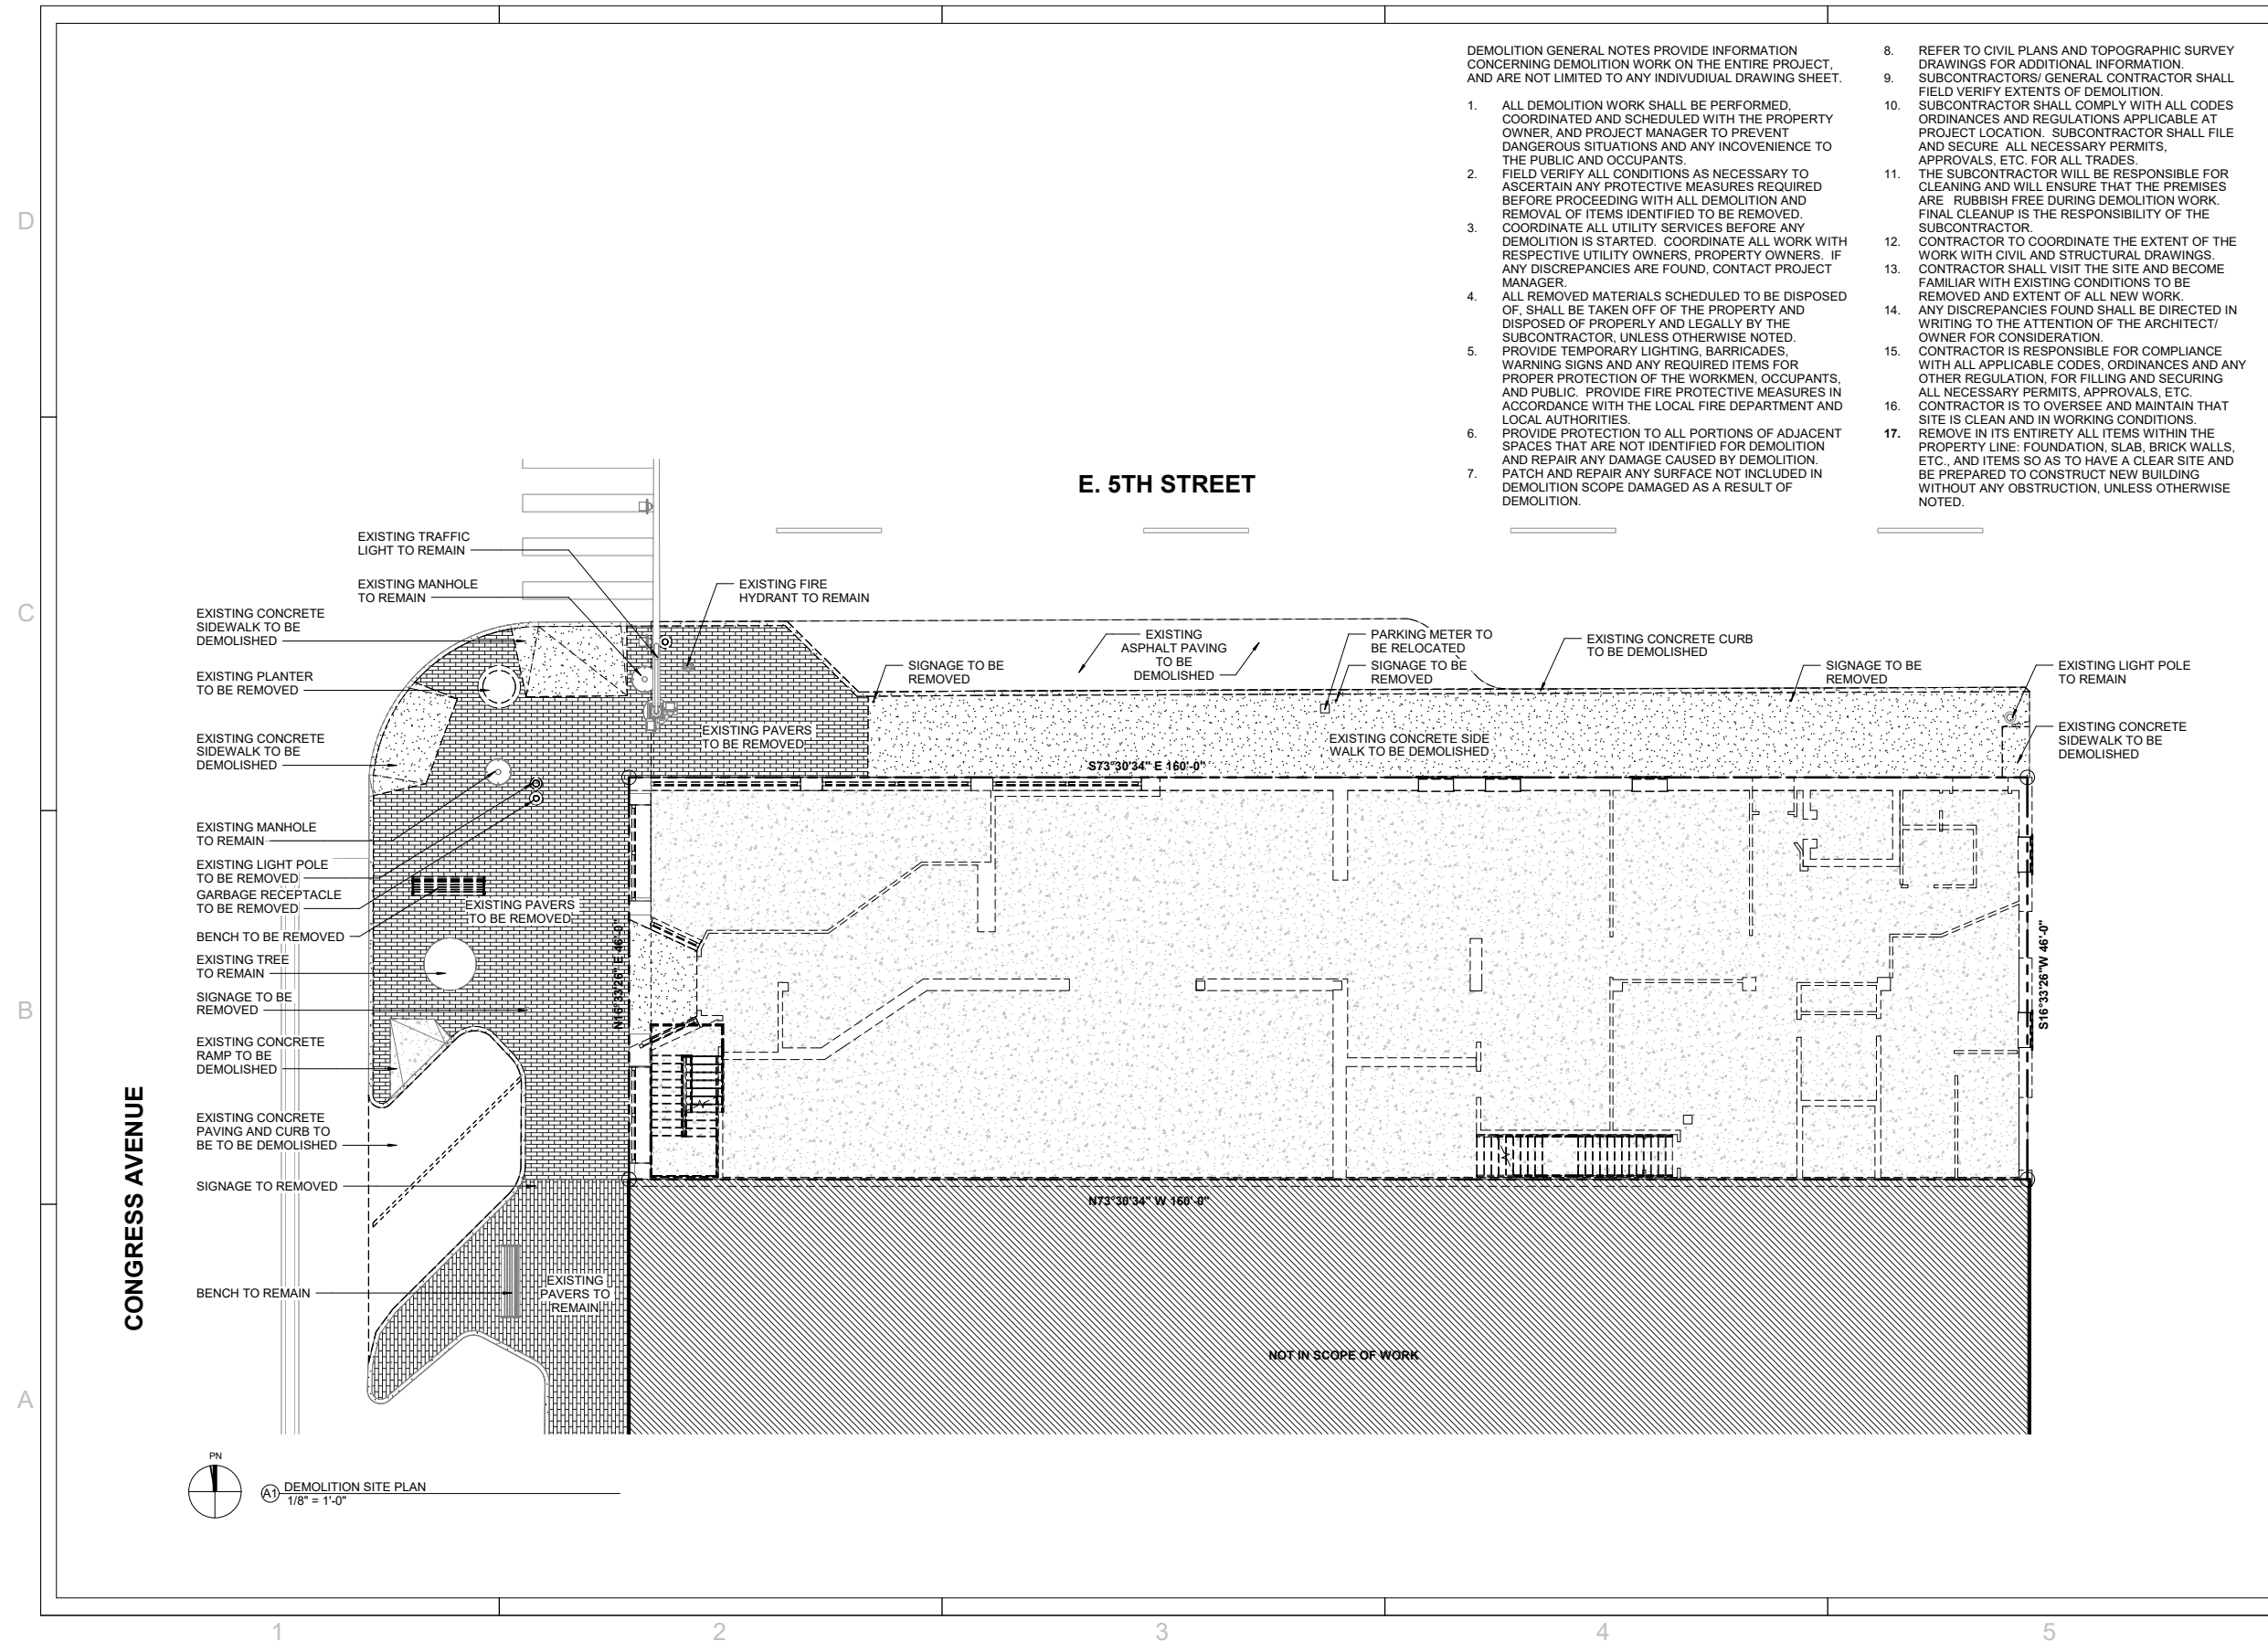 DEMOLITION GENERAL NOTES PROVIDE INFORMATION
CONCERNING DEMOLITION WORK ON THE ENTIRE PROJECT,
AND ARE NOT LIMITED TO ANY INDIVUDIUAL DRAWING SHEET.
1. ALL DEMOLITION WORK SHALL BE PERFORMED,
COORDINATED AND SCHEDULED WITH THE PROPERTY
OWNER, AND PROJECT MANAGER TO PREVENT
DANGEROUS SITUATIONS AND ANY INCOVENIENCE TO
THE PUBLIC AND OCCUPANTS.
2. FIELD VERIFY ALL CONDITIONS AS NECESSARY TO
ASCERTAIN ANY PROTECTIVE MEASURES REQUIRED
BEFORE PROCEEDING WITH ALL DEMOLITION AND
REMOVAL OF ITEMS IDENTIFIED TO BE REMOVED.
3. COORDINATE ALL UTILITY SERVICES BEFORE ANY
DEMOLITION IS STARTED. COORDINATE ALL WORK WITH
RESPECTIVE UTILITY OWNERS, PROPERTY OWNERS. IF
ANY DISCREPANCIES ARE FOUND, CONTACT PROJECT
MANAGER.
4. ALL REMOVED MATERIALS SCHEDULED TO BE DISPOSED
OF, SHALL BE TAKEN OFF OF THE PROPERTY AND
DISPOSED OF PROPERLY AND LEGALLY BY THE
SUBCONTRACTOR, UNLESS OTHERWISE NOTED.
5. PROVIDE TEMPORARY LIGHTING, BARRICADES,
WARNING SIGNS AND ANY REQUIRED ITEMS FOR
PROPER PROTECTION OF THE WORKMEN, OCCUPANTS,
AND PUBLIC. PROVIDE FIRE PROTECTIVE MEASURES IN
ACCORDANCE WITH THE LOCAL FIRE DEPARTMENT AND
LOCAL AUTHORITIES.
6. PROVIDE PROTECTION TO ALL PORTIONS OF ADJACENT
SPACES THAT ARE NOT IDENTIFIED FOR DEMOLITION
AND REPAIR ANY DAMAGE CAUSED BY DEMOLITION.
7. PATCH AND REPAIR ANY SURFACE NOT INCLUDED IN
DEMOLITION SCOPE DAMAGED AS A RESULT OF
DEMOLITION.
8. REFER TO CIVIL PLANS AND TOPOGRAPHIC SURVEY
DRAWINGS FOR ADDITIONAL INFORMATION.
9. SUBCONTRACTORS/ GENERAL CONTRACTOR SHALL
FIELD VERIFY EXTENTS OF DEMOLITION.
10. SUBCONTRACTOR SHALL COMPLY WITH ALL CODES
ORDINANCES AND REGULATIONS APPLICABLE AT
PROJECT LOCATION. SUBCONTRACTOR SHALL FILE
AND SECURE ALL NECESSARY PERMITS,
APPROVALS, ETC. FOR ALL TRADES.
11. THE SUBCONTRACTOR WILL BE RESPONSIBLE FOR
CLEANING AND WILL ENSURE THAT THE PREMISES
ARE RUBBISH FREE DURING DEMOLITION WORK.
FINAL CLEANUP IS THE RESPONSIBILITY OF THE
SUBCONTRACTOR.
12. CONTRACTOR TO COORDINATE THE EXTENT OF THE
WORK WITH CIVIL AND STRUCTURAL DRAWINGS.
13. CONTRACTOR SHALL VISIT THE SITE AND BECOME
FAMILIAR WITH EXISTING CONDITIONS TO BE
REMOVED AND EXTENT OF ALL NEW WORK.
14. ANY DISCREPANCIES FOUND SHALL BE DIRECTED IN
WRITING TO THE ATTENTION OF THE ARCHITECT/
OWNER FOR CONSIDERATION.
15. CONTRACTOR IS RESPONSIBLE FOR COMPLIANCE
WITH ALL APPLICABLE CODES, ORDINANCES AND ANY
OTHER REGULATION, FOR FILLING AND SECURING
ALL NECESSARY PERMITS, APPROVALS, ETC.
16. CONTRACTOR IS TO OVERSEE AND MAINTAIN THAT
SITE IS CLEAN AND IN WORKING CONDITIONS.
17. REMOVE IN ITS ENTIRETY ALL ITEMS WITHIN THE
PROPERTY LINE: FOUNDATION, SLAB, BRICK WALLS,
ETC., AND ITEMS SO AS TO HAVE A CLEAR SITE AND
BE PREPARED TO CONSTRUCT NEW BUILDING
WITHOUT ANY OBSTRUCTION, UNLESS OTHERWISE
NOTED.
E. 5TH STREET
EXISTING TRAFFIC
LIGHT TO REMAIN
EXISTING MANHOLE
TO REMAIN
EXISTING FIRE
HYDRANT TO REMAIN
EXISTING CONCRETE
SIDEWALK TO BE
DEMOLISHED
EXISTING PLANTER
TO BE REMOVED
EXISTING CONCRETE
SIDEWALK TO BE
DEMOLISHED
SIGNAGE TO BE
REMOVED
EXISTING
ASPHALT PAVING
TO BE
DEMOLISHED
PARKING METER TO
BE RELOCATED
SIGNAGE TO BE
REMOVED
EXISTING CONCRETE CURB
TO BE DEMOLISHED
SIGNAGE TO BE
REMOVED
EXISTING LIGHT POLE
TO REMAIN
EXISTING CONCRETE
SIDEWALK TO BE
DEMOLISHED
EXISTING PAVERS
TO BE REMOVED
EXISTING CONCRETE SIDE
WALK TO BE DEMOLISHED
S73°30'34" E 160'-0"
EXISTING MANHOLE
TO REMAIN
EXISTING LIGHT POLE
TO BE REMOVED
GARBAGE RECEPTACLE
TO BE REMOVED
BENCH TO BE REMOVED
EXISTING TREE
TO REMAIN
SIGNAGE TO BE
REMOVED
EXISTING CONCRETE
RAMP TO BE
DEMOLISHED
EXISTING CONCRETE
PAVING AND CURB TO
BE TO BE DEMOLISHED
SIGNAGE TO REMOVED
BENCH TO REMAIN
EXISTING PAVERS
TO BE REMOVED
N16°33'26" E 46'-0"
S16°33'26"W 46'-0"
N73°30'34" W 160'-0"
EXISTING
PAVERS TO
REMAIN
NOT IN SCOPE OF WORK
CONGRESS AVENUE
PN
A1 DEMOLITION SITE PLAN
1/8" = 1'-0"
D
C
B
A
1 2 3 4 5